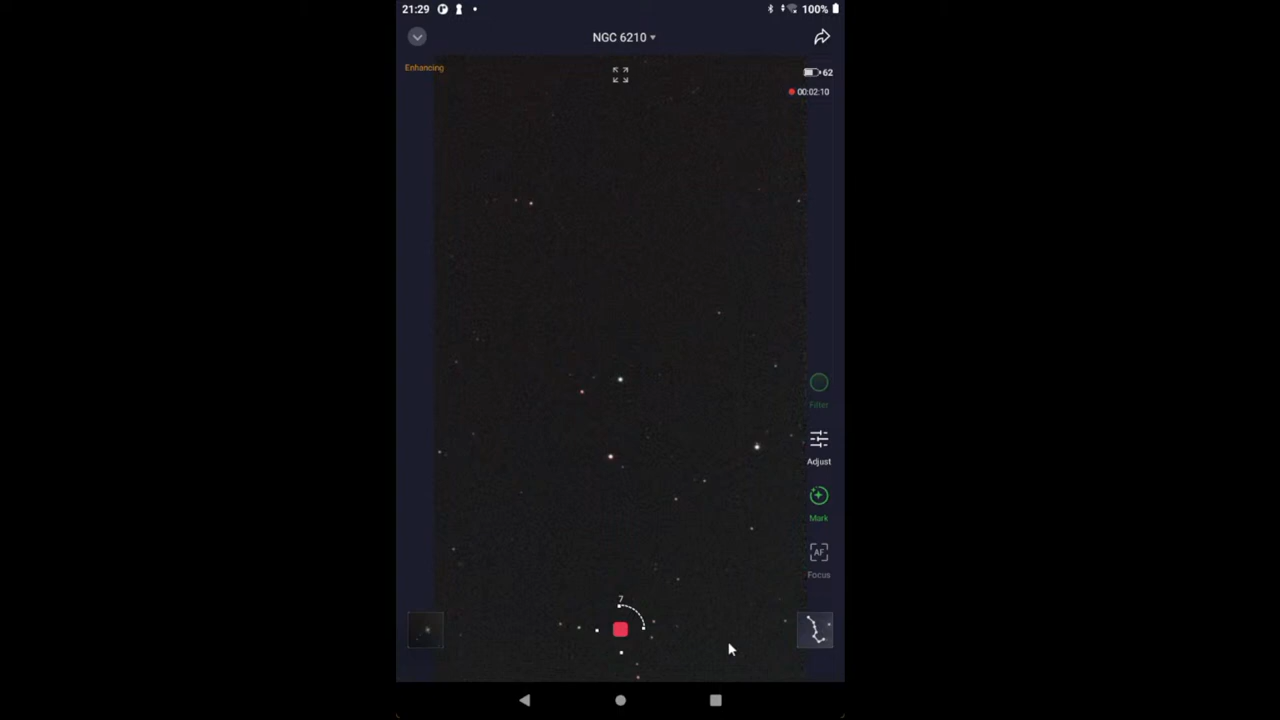 21:29
100%
NGC 6210
Enhancing
62
00:02:10
Filter
Adjust
Mark
AF
Focus
7